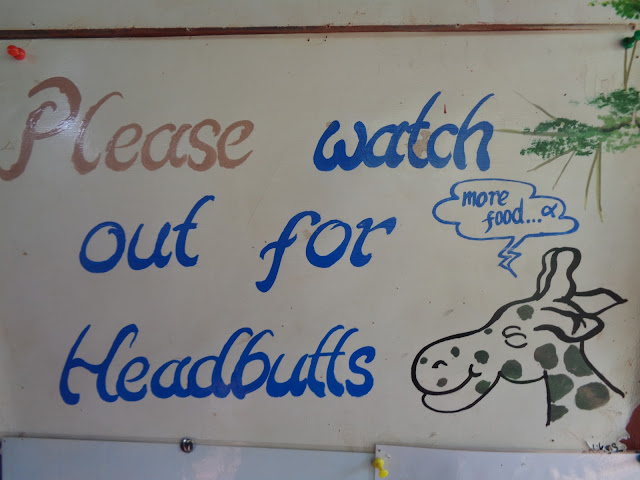 Please watch
out for
Headbutts
more
food...